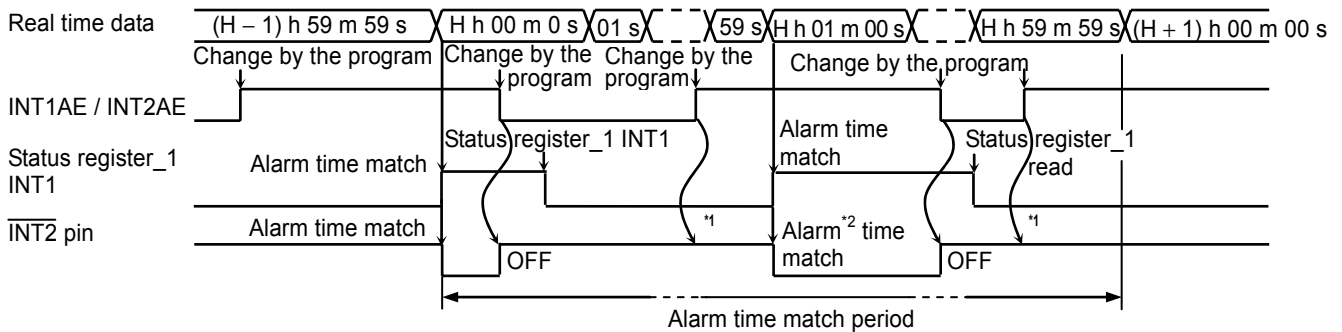 Real time data
(H − 1) h 59 m 59 s
H h 00 m 0 s
01 s
59 s
H h 01 m 00 s
H h 59 m 59 s
(H + 1) h 00 m 00 s
Change by the program
Change by the
program
Change by the
program
Change by the program
INT1AE / INT2AE
Status register_1
INT1
Alarm time match
Status register_1 INT1
Alarm time
match
Status register_1
read
INT2 pin
Alarm time match
OFF
*1
Alarm*2 time
match
OFF
*1
Alarm time match period